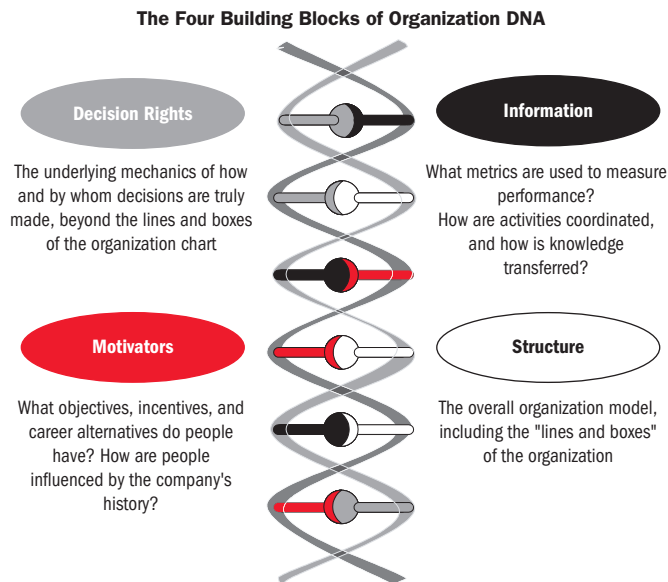 The Four Building Blocks of Organization DNA
Decision Rights
The underlying mechanics of how
and by whom decisions are truly
made, beyond the lines and boxes
of the organization chart
Information
What metrics are used to measure
performance?
How are activities coordinated,
and how is knowledge
transferred?
Motivators
What objectives, incentives, and
career alternatives do people
have? How are people
influenced by the company's
history?
Structure
The overall organization model,
including the "lines and boxes"
of the organization